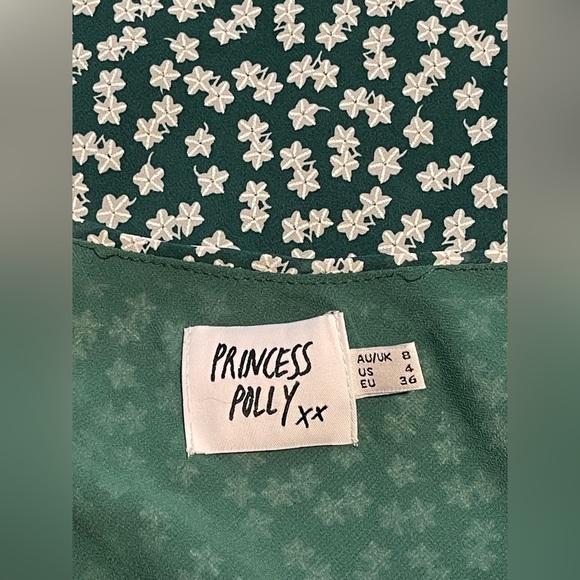 PRINCESS
POLLY xx
AU/UK 8
US 4
EU 36